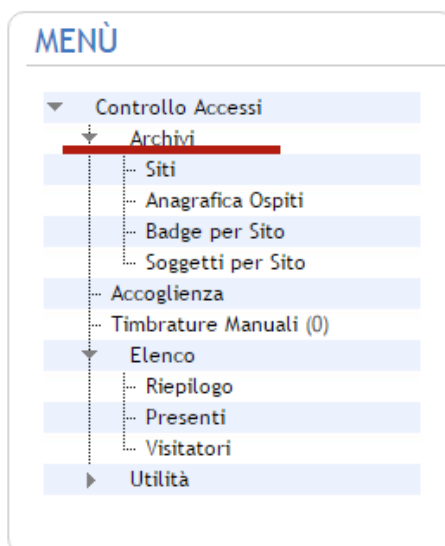 MENÙ
Controllo Accessi
Archivi
Siti
Anagrafica Ospiti
Badge per Sito
Soggetti per Sito
Accoglienza
Timbrature Manuali (0)
Elenco
Riepilogo
Presenti
Visitatori
Utilità